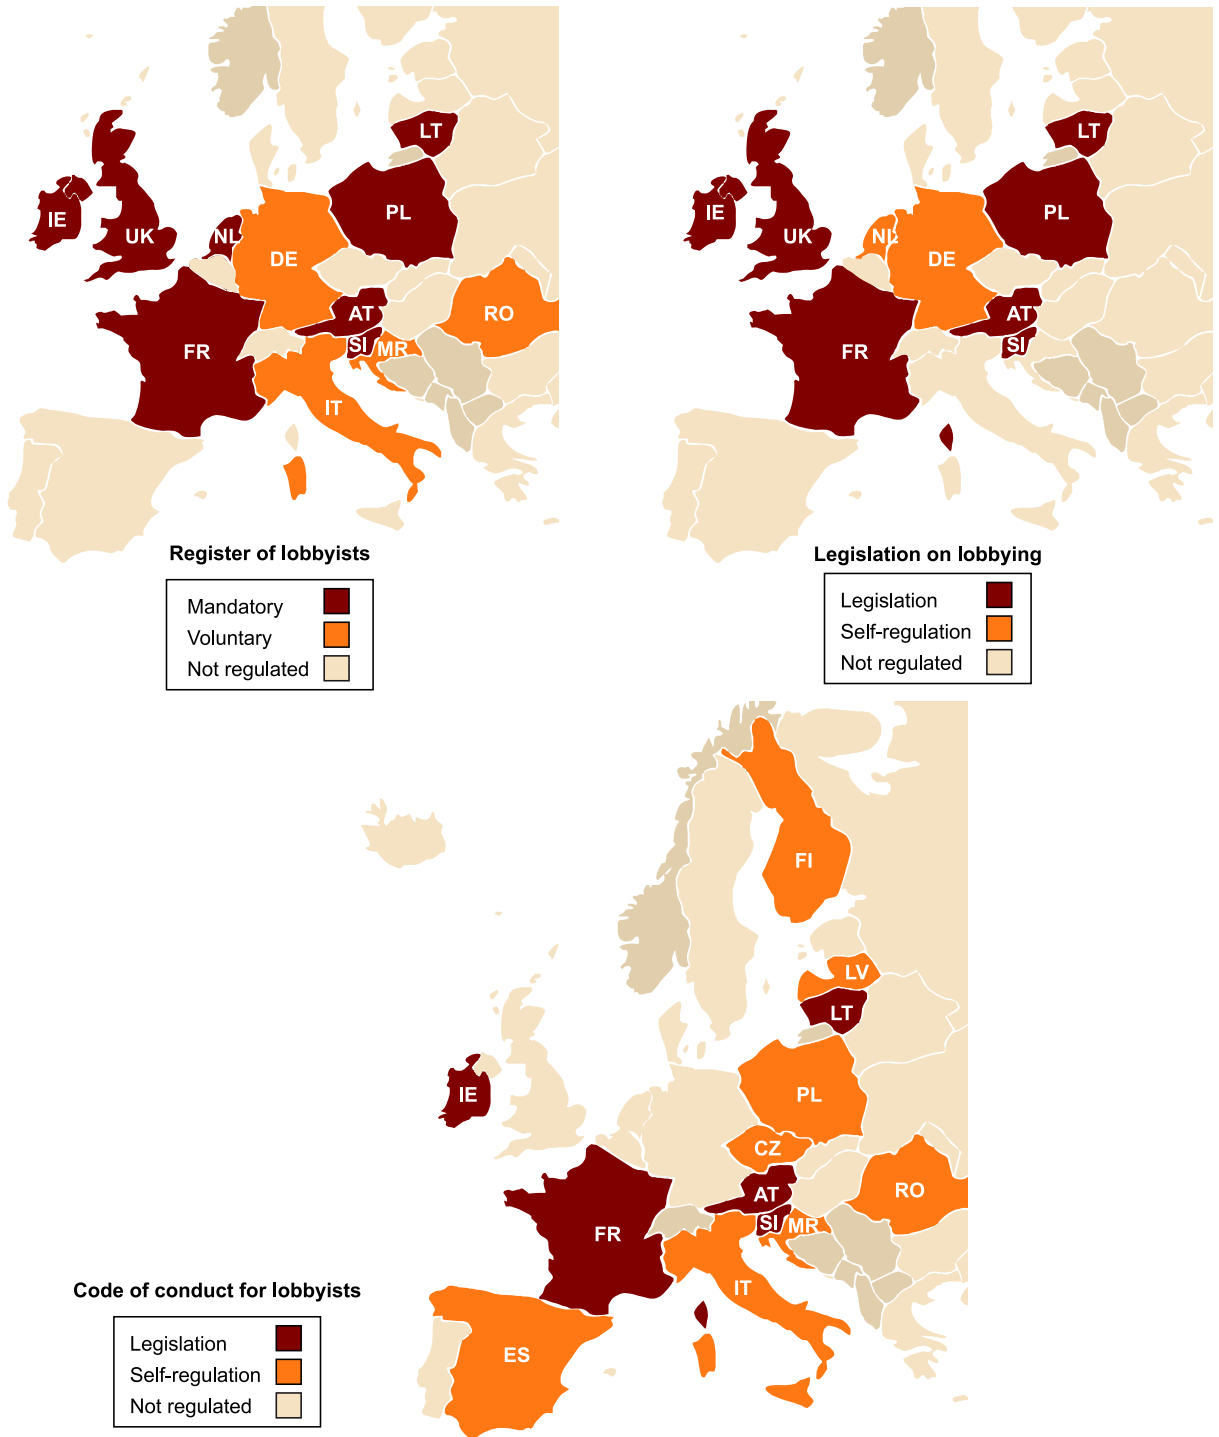 LT
IE
UK
NL
PL
DE
AT
RO
SI
MR
FR
IT
Register of lobbyists
Mandatory
Voluntary
Not regulated
LT
IE
UK
NL
PL
DE
AT
SI
FR
Legislation on lobbying
Legislation
Self-regulation
Not regulated
FI
LV
LT
IE
PL
CZ
AT
RO
SI
MR
FR
IT
ES
Code of conduct for lobbyists
Legislation
Self-regulation
Not regulated